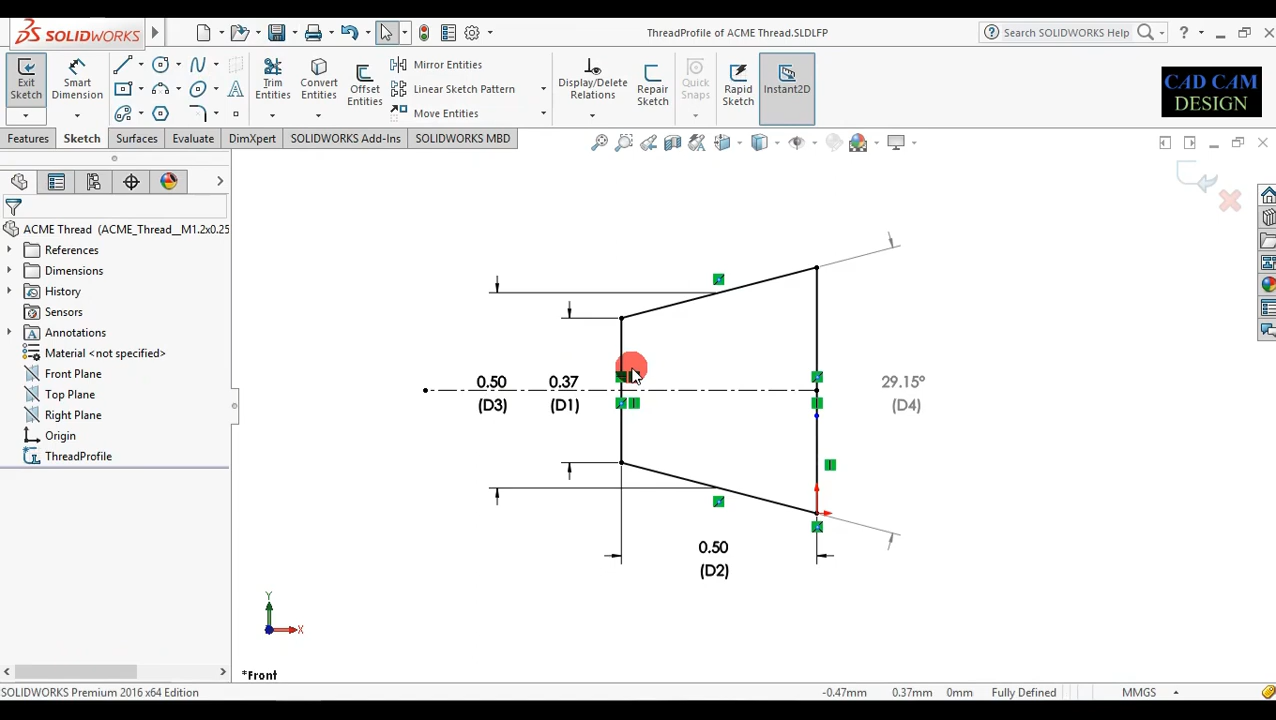 SOLIDWORKS
ThreadProfile of ACME Thread.SLDLFP
Search SOLIDWORKS Help
?
Exit Sketch
Smart Dimension
Trim Entities
Convert Entities
Offset Entities
Mirror Entities
Linear Sketch Pattern
Move Entities
Display/Delete Relations
Repair Sketch
Quick Snaps
Rapid Sketch
Instant2D
CAD CAM
DESIGN
Features
Sketch
Surfaces
Evaluate
DimXpert
SOLIDWORKS Add-Ins
SOLIDWORKS MBD
ACME Thread (ACME_Thread__M1.2x0.25
References
Dimensions
History
Sensors
Annotations
Material <not specified>
Front Plane
Top Plane
Right Plane
Origin
ThreadProfile
0.50
(D3)
0.37
(D1)
29.15°
(D4)
0.50
(D2)
Y
X
*Front
SOLIDWORKS Premium 2016 x64 Edition
-0.47mm
0.37mm
0mm
Fully Defined
MMGS